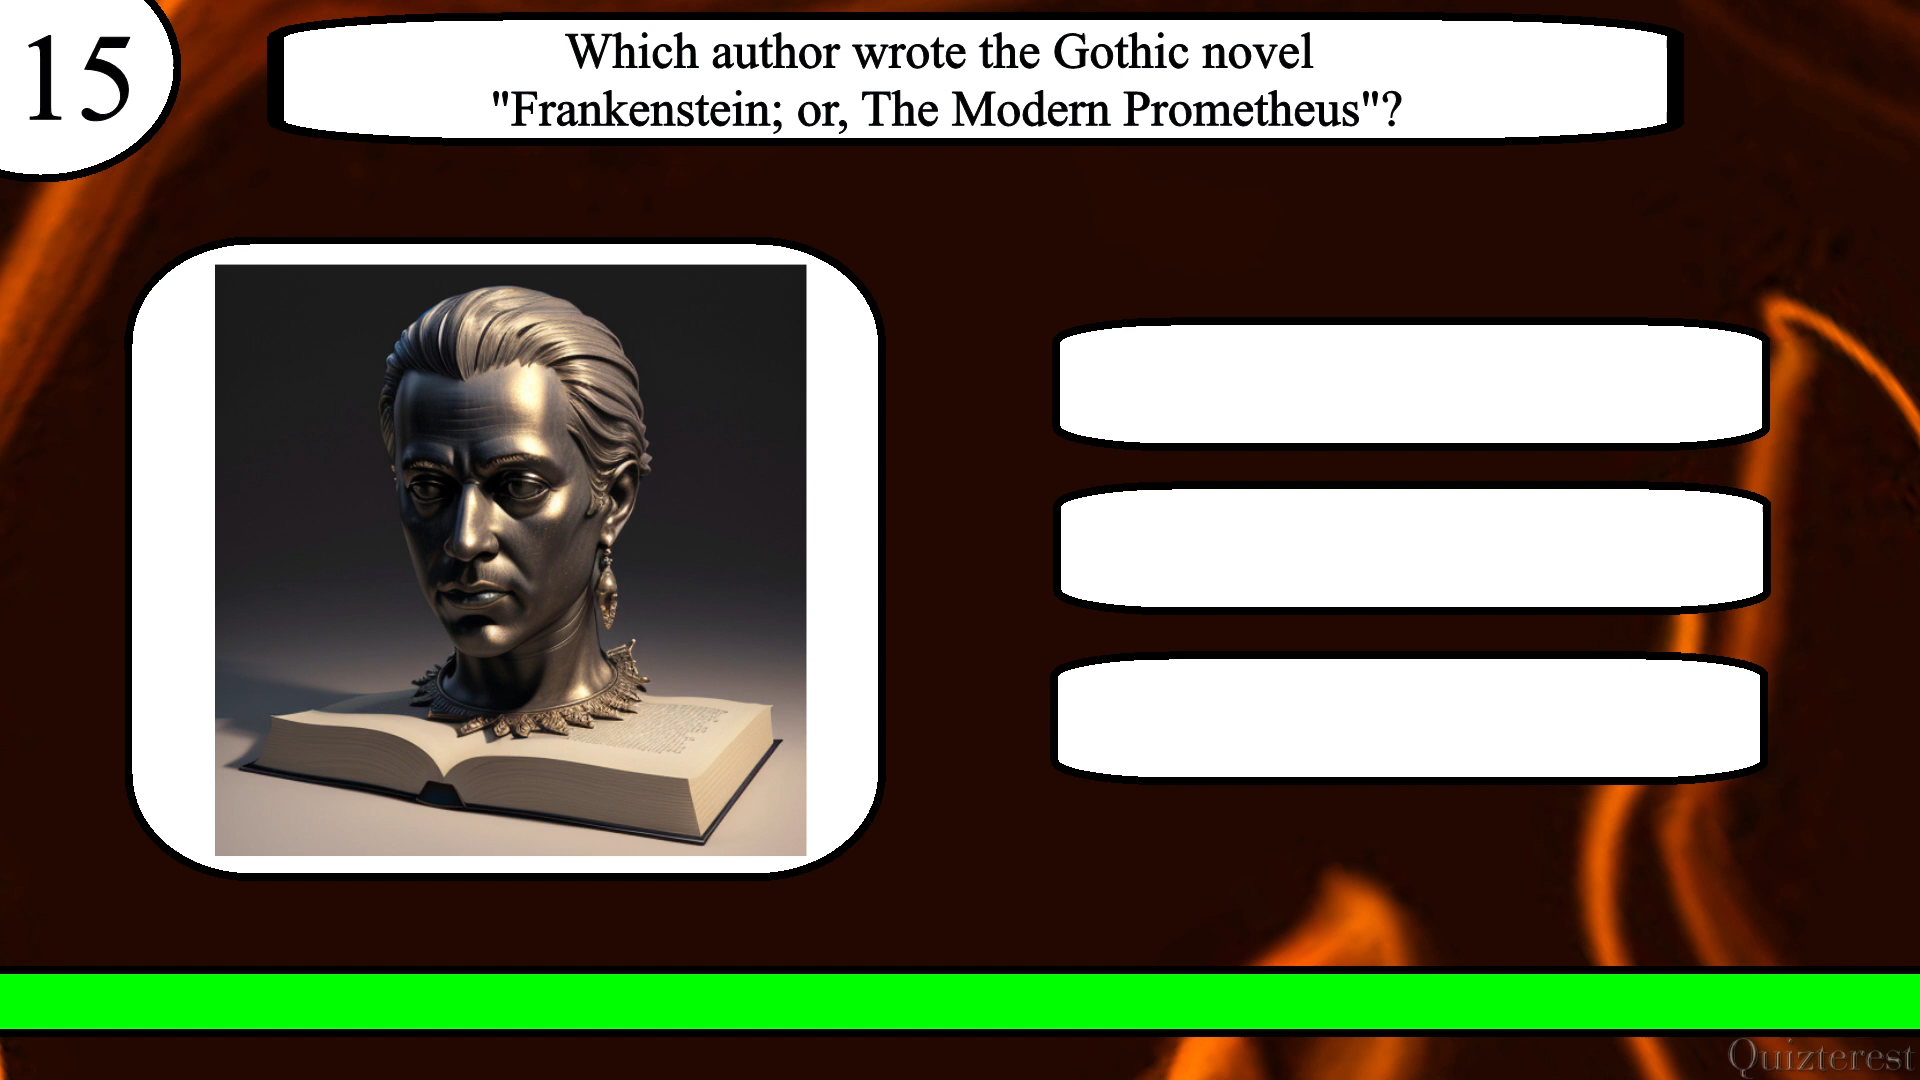 15
Which author wrote the Gothic novel
"Frankenstein; or, The Modern Prometheus"?
Quizterest